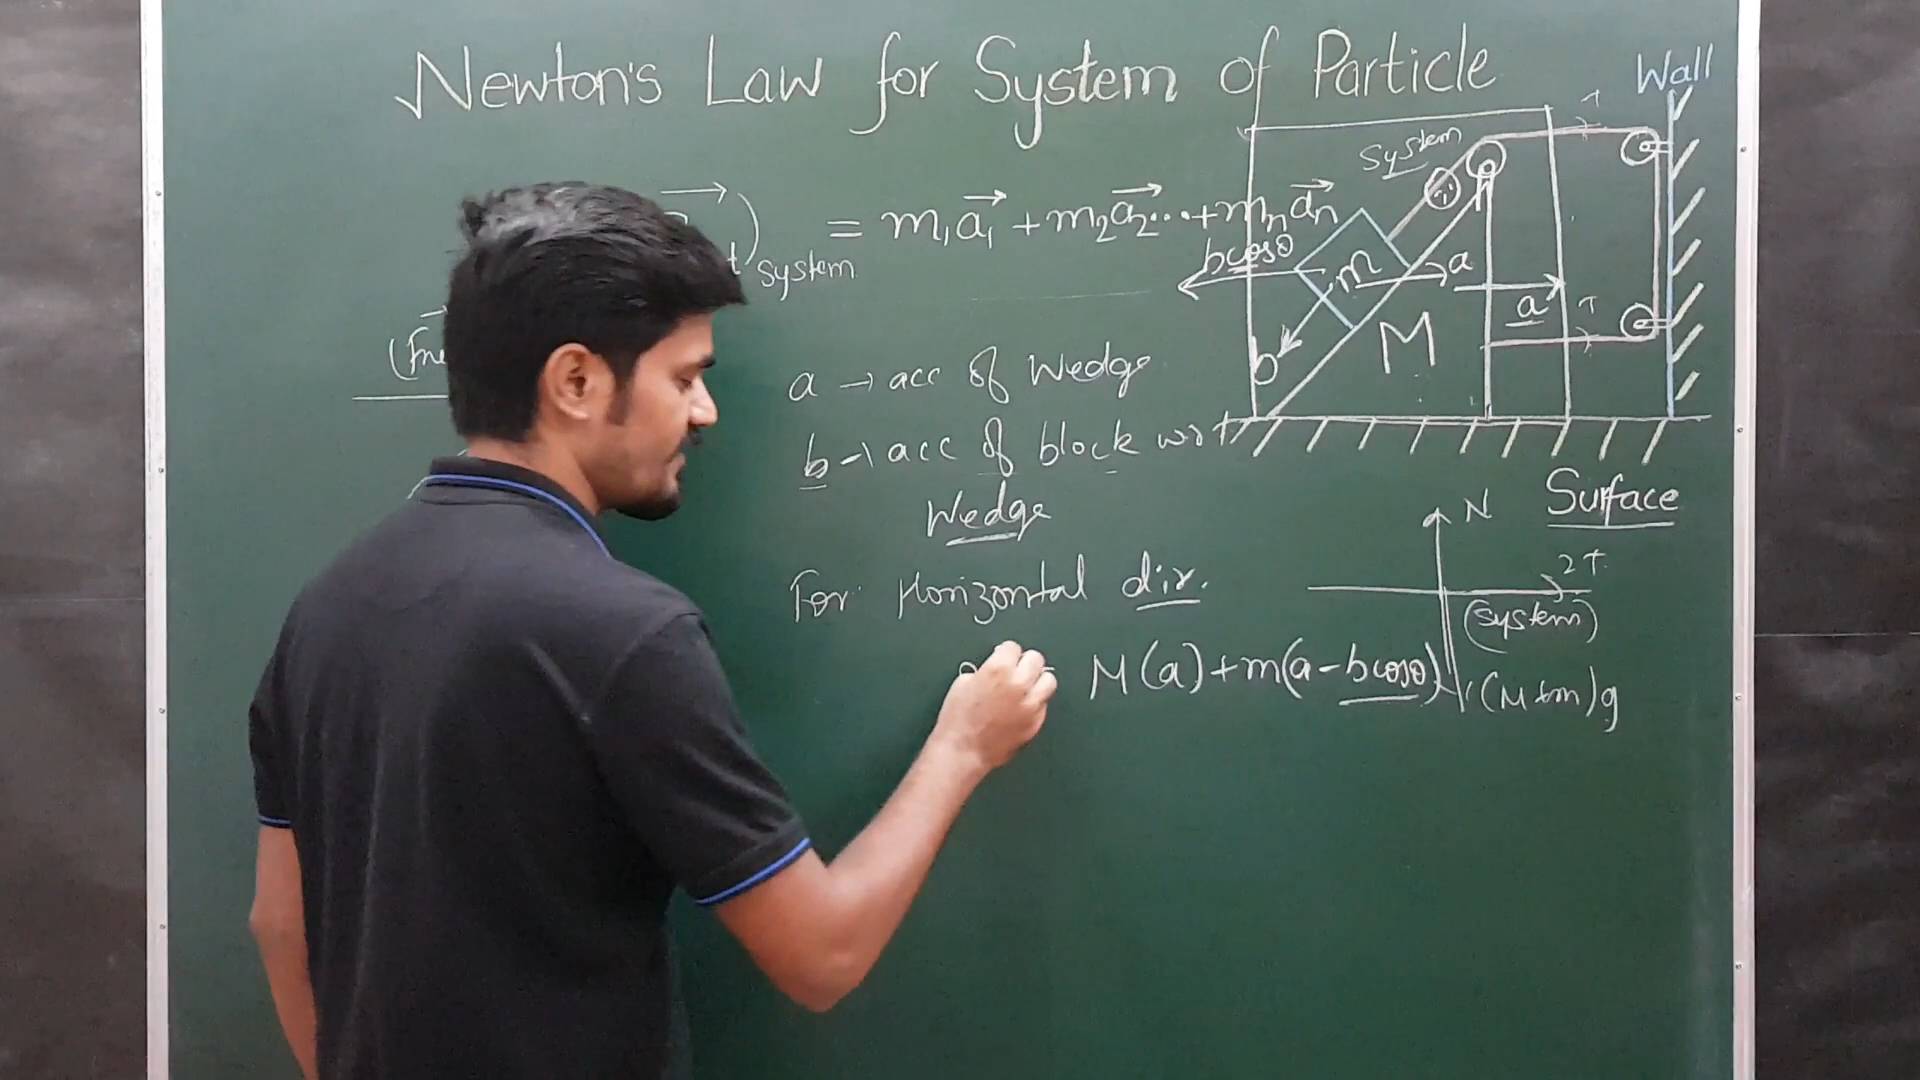 Newton's Law for System of Particle
Wall
System
T
= m₁a₁ + m₂a₂...+mₙaₙ
system
bcosθ
m
a
a
T
M
b
a → acc of Wedge
b → acc of block wrt
Wedge
Surface
N
2T
(system)
(M+m)g
For Horizontal dir.
= M(a)+m(a-bcosθ)